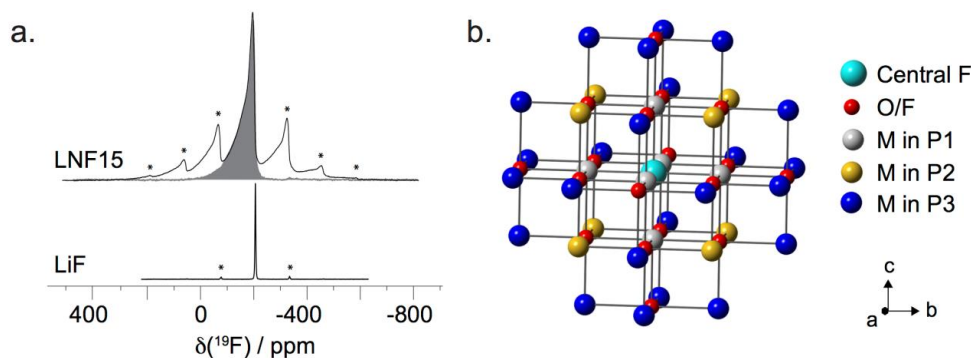 a.
*
*
*
*
*
*
LNF15
*
*
LiF
400
0
-400
-800
δ(¹⁹F) / ppm
b.
Central F
O/F
M in P1
M in P2
M in P3
c
a
b